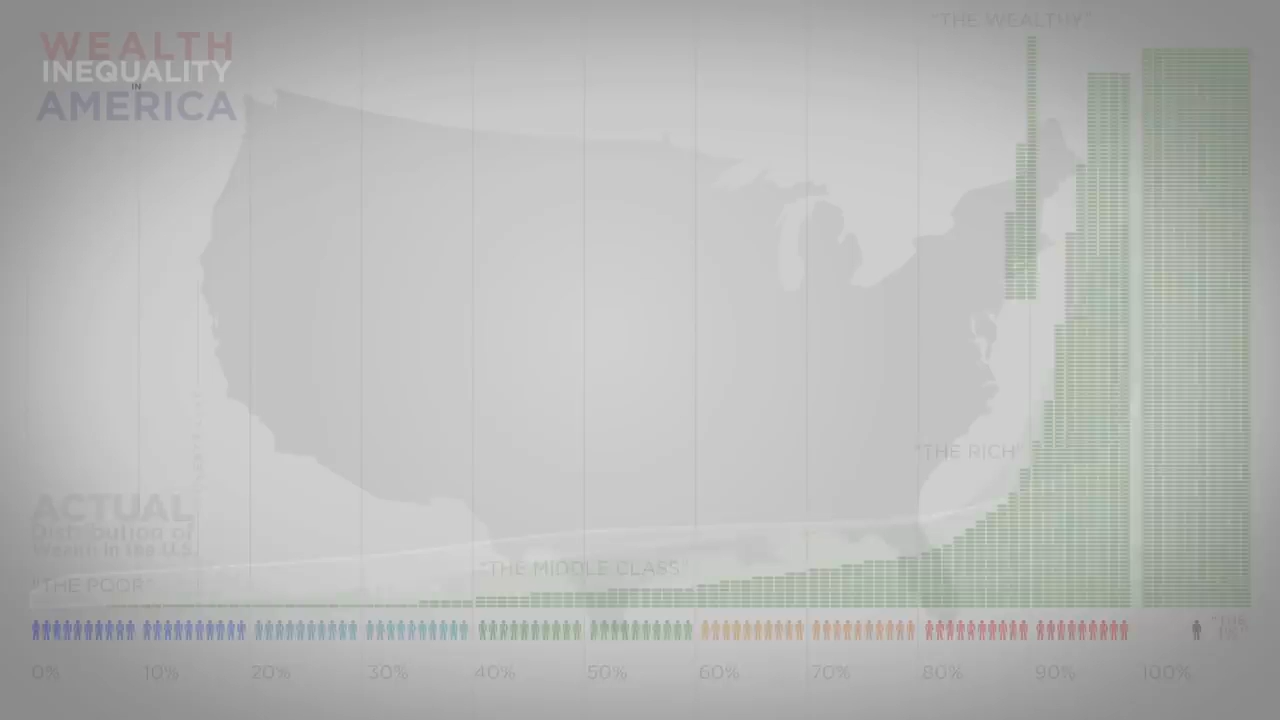 "THE WEALTHY"
WEALTH
INEQUALITY
IN
AMERICA
"THE RICH"
ACTUAL
Distribution of
Wealth in the U.S.
"THE POOR"
"THE MIDDLE CLASS"
"THE
1%"
0% 10% 20% 30% 40% 50% 60% 70% 80% 90% 100%